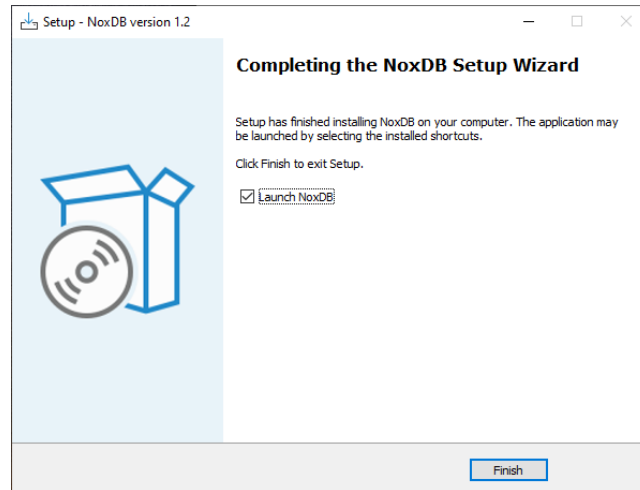 Setup - NoxDB version 1.2
Completing the NoxDB Setup Wizard
Setup has finished installing NoxDB on your computer. The application may
be launched by selecting the installed shortcuts.
Click Finish to exit Setup.
Launch NoxDB
Finish